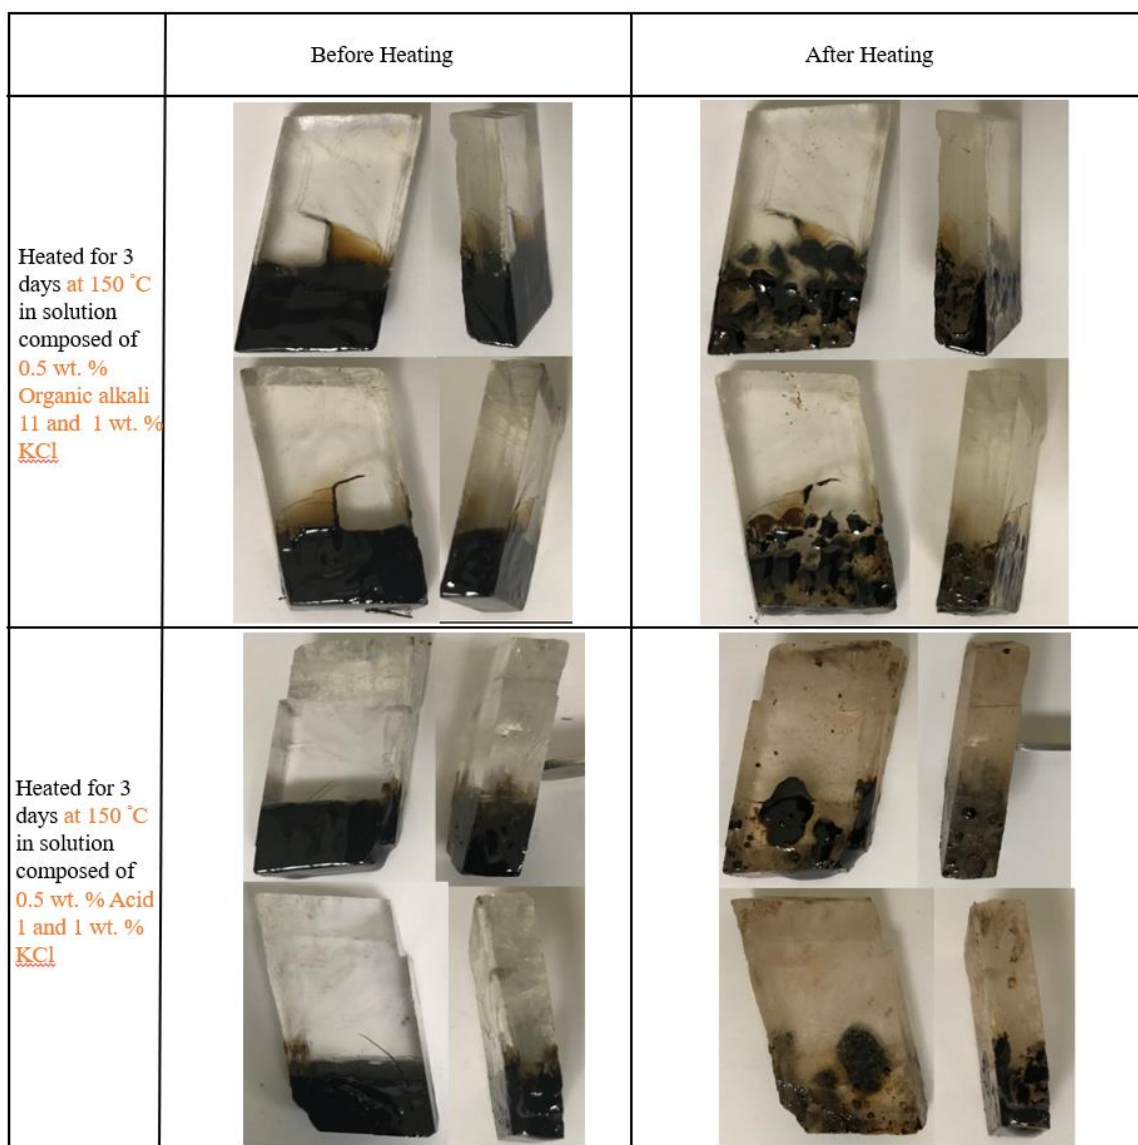 Before Heating
After Heating
Heated for 3
days at 150 ˚C
in solution
composed of
0.5 wt. %
Organic alkali
11 and 1 wt. %
KCl
Heated for 3
days at 150 ˚C
in solution
composed of
0.5 wt. % Acid
1 and 1 wt. %
KCl